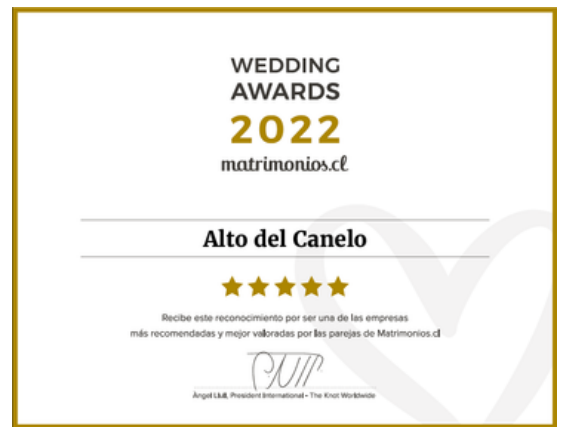 WEDDING
AWARDS
2022
matrimonios.cl
Alto del Canelo
Recibe este reconocimiento por ser una de las empresas
más recomendadas y mejor valoradas por las parejas de Matrimonios.cl
Àngel Llull, President International - The Knot Worldwide